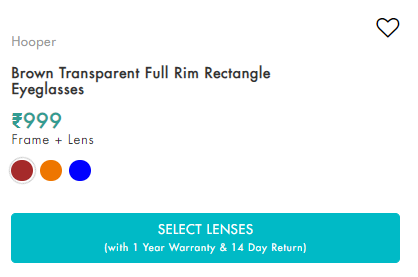 Hooper
Brown Transparent Full Rim Rectangle
Eyeglasses
₹999
Frame + Lens
SELECT LENSES
(with 1 Year Warranty & 14 Day Return)